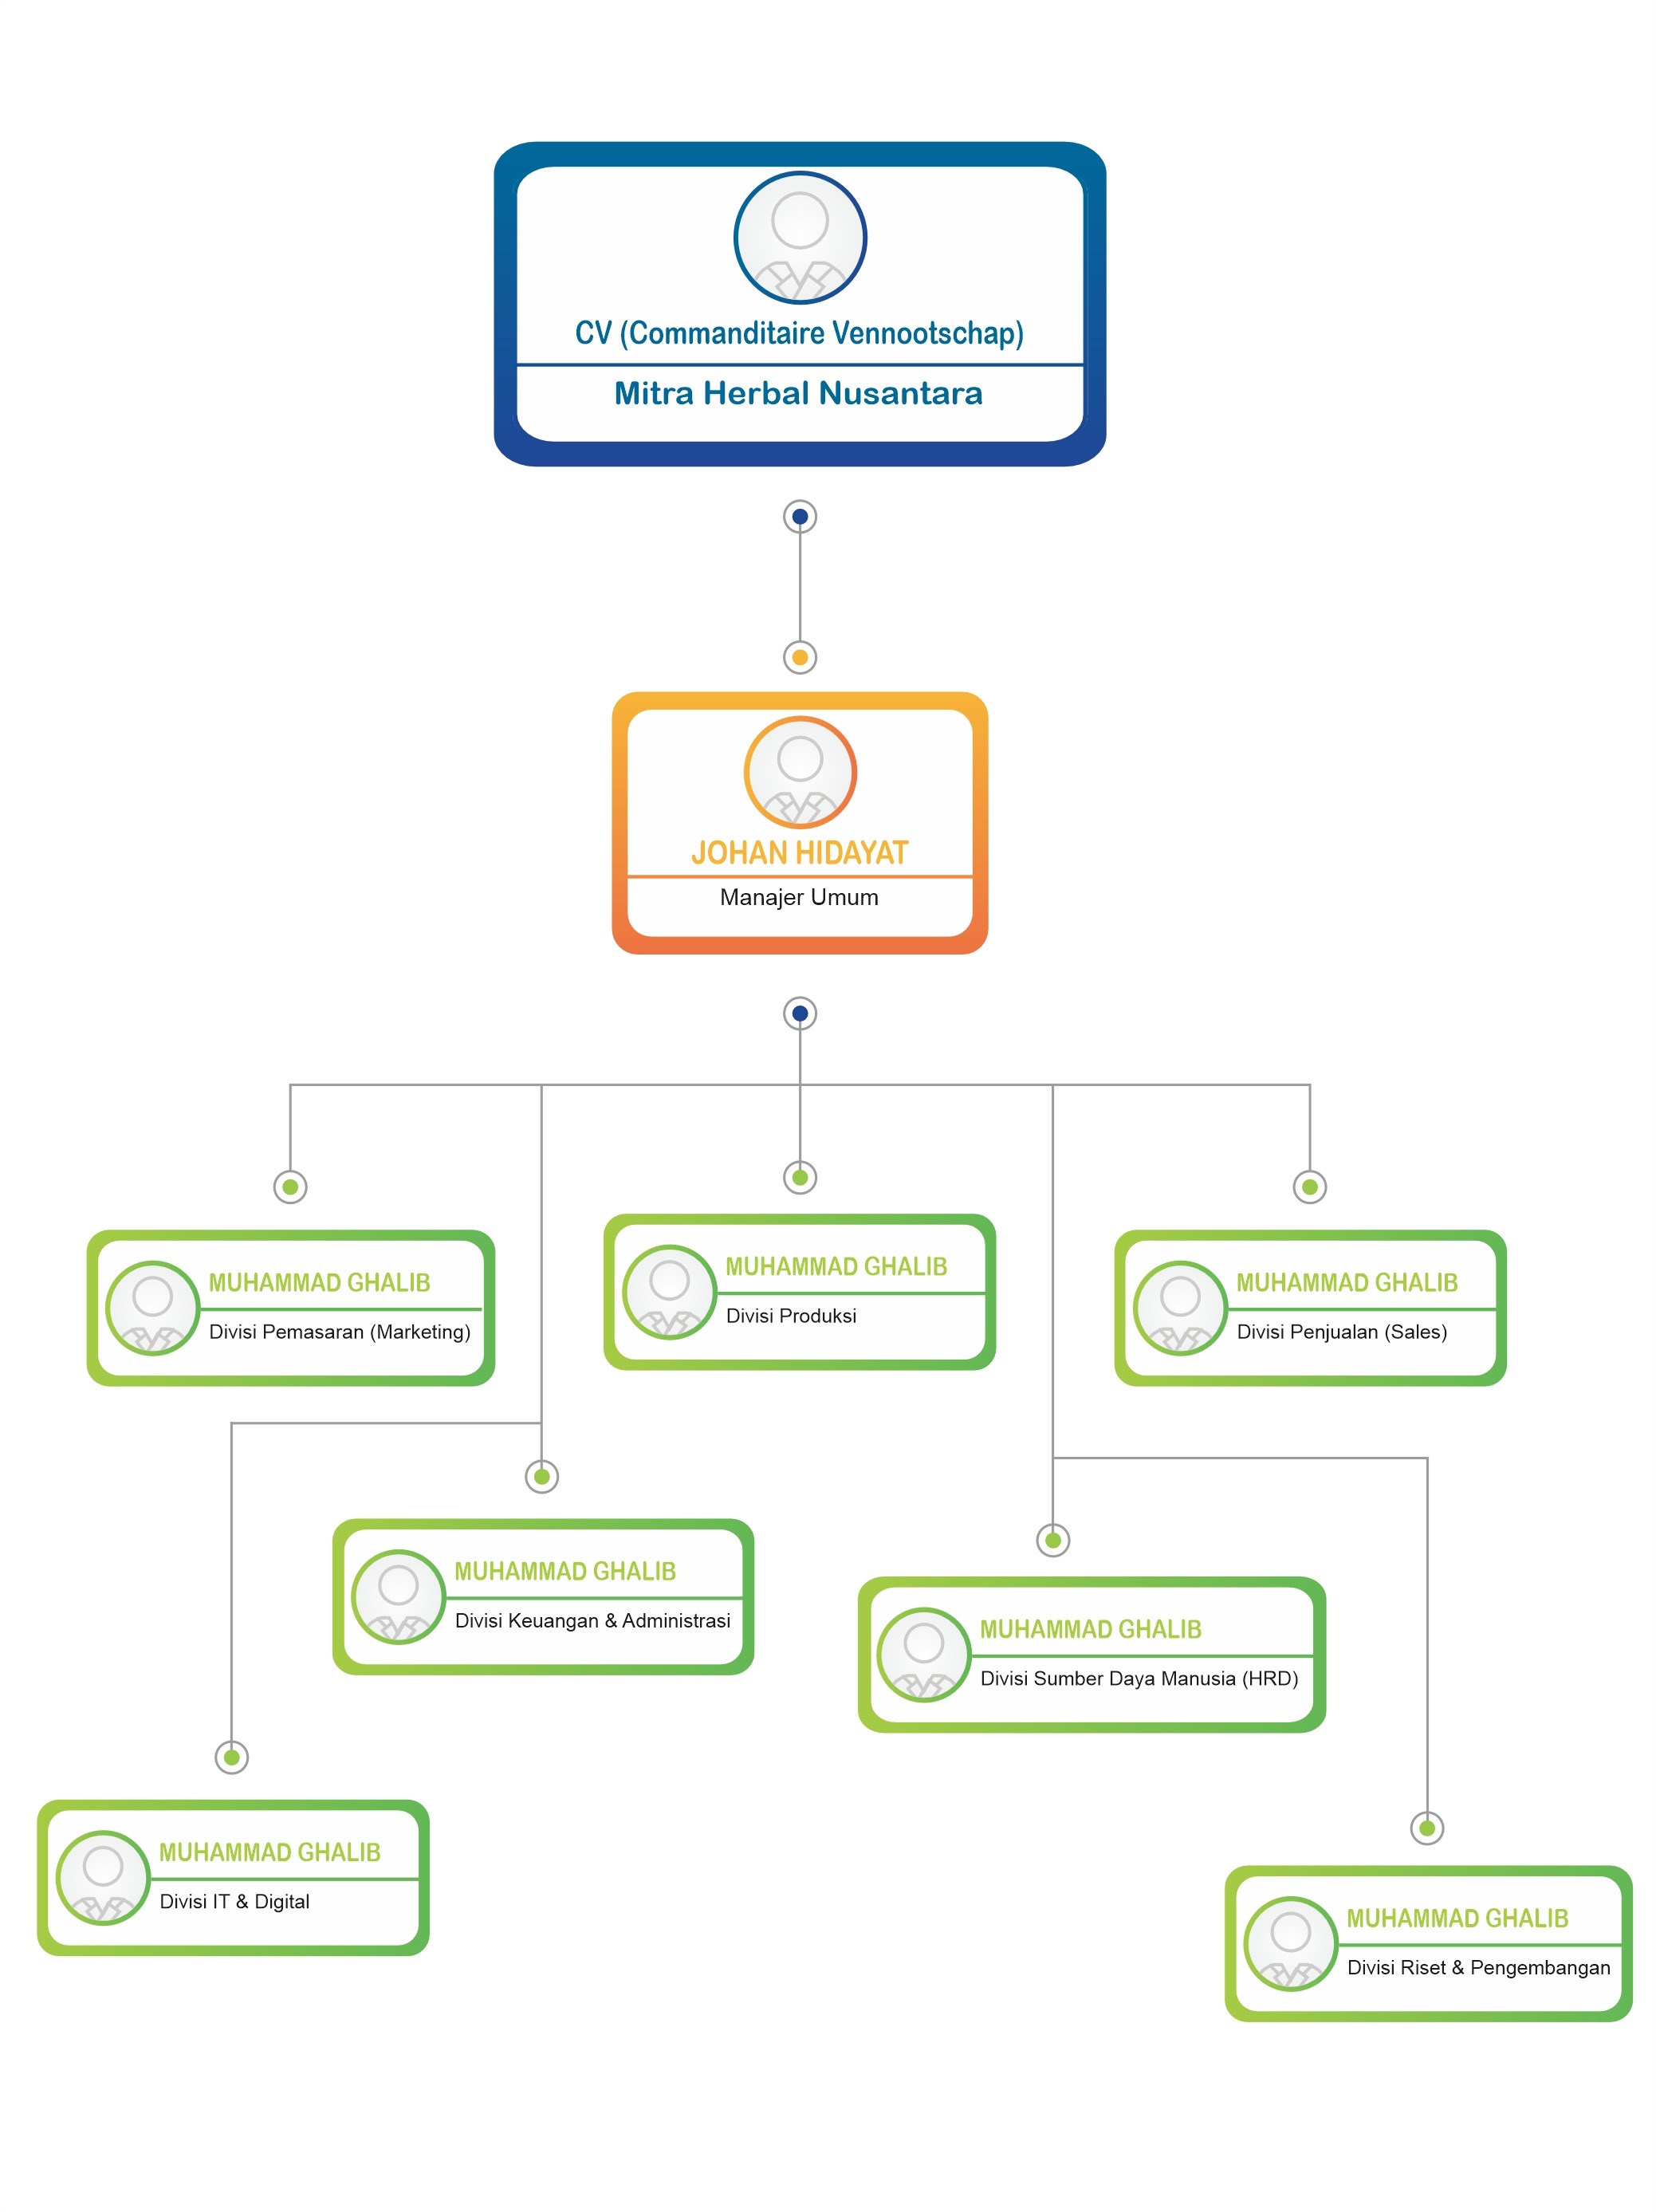 CV (Commanditaire Vennootschap)
Mitra Herbal Nusantara
JOHAN HIDAYAT
Manajer Umum
MUHAMMAD GHALIB
Divisi Pemasaran (Marketing)
MUHAMMAD GHALIB
Divisi Produksi
MUHAMMAD GHALIB
Divisi Penjualan (Sales)
MUHAMMAD GHALIB
Divisi Keuangan & Administrasi
MUHAMMAD GHALIB
Divisi Sumber Daya Manusia (HRD)
MUHAMMAD GHALIB
Divisi IT & Digital
MUHAMMAD GHALIB
Divisi Riset & Pengembangan